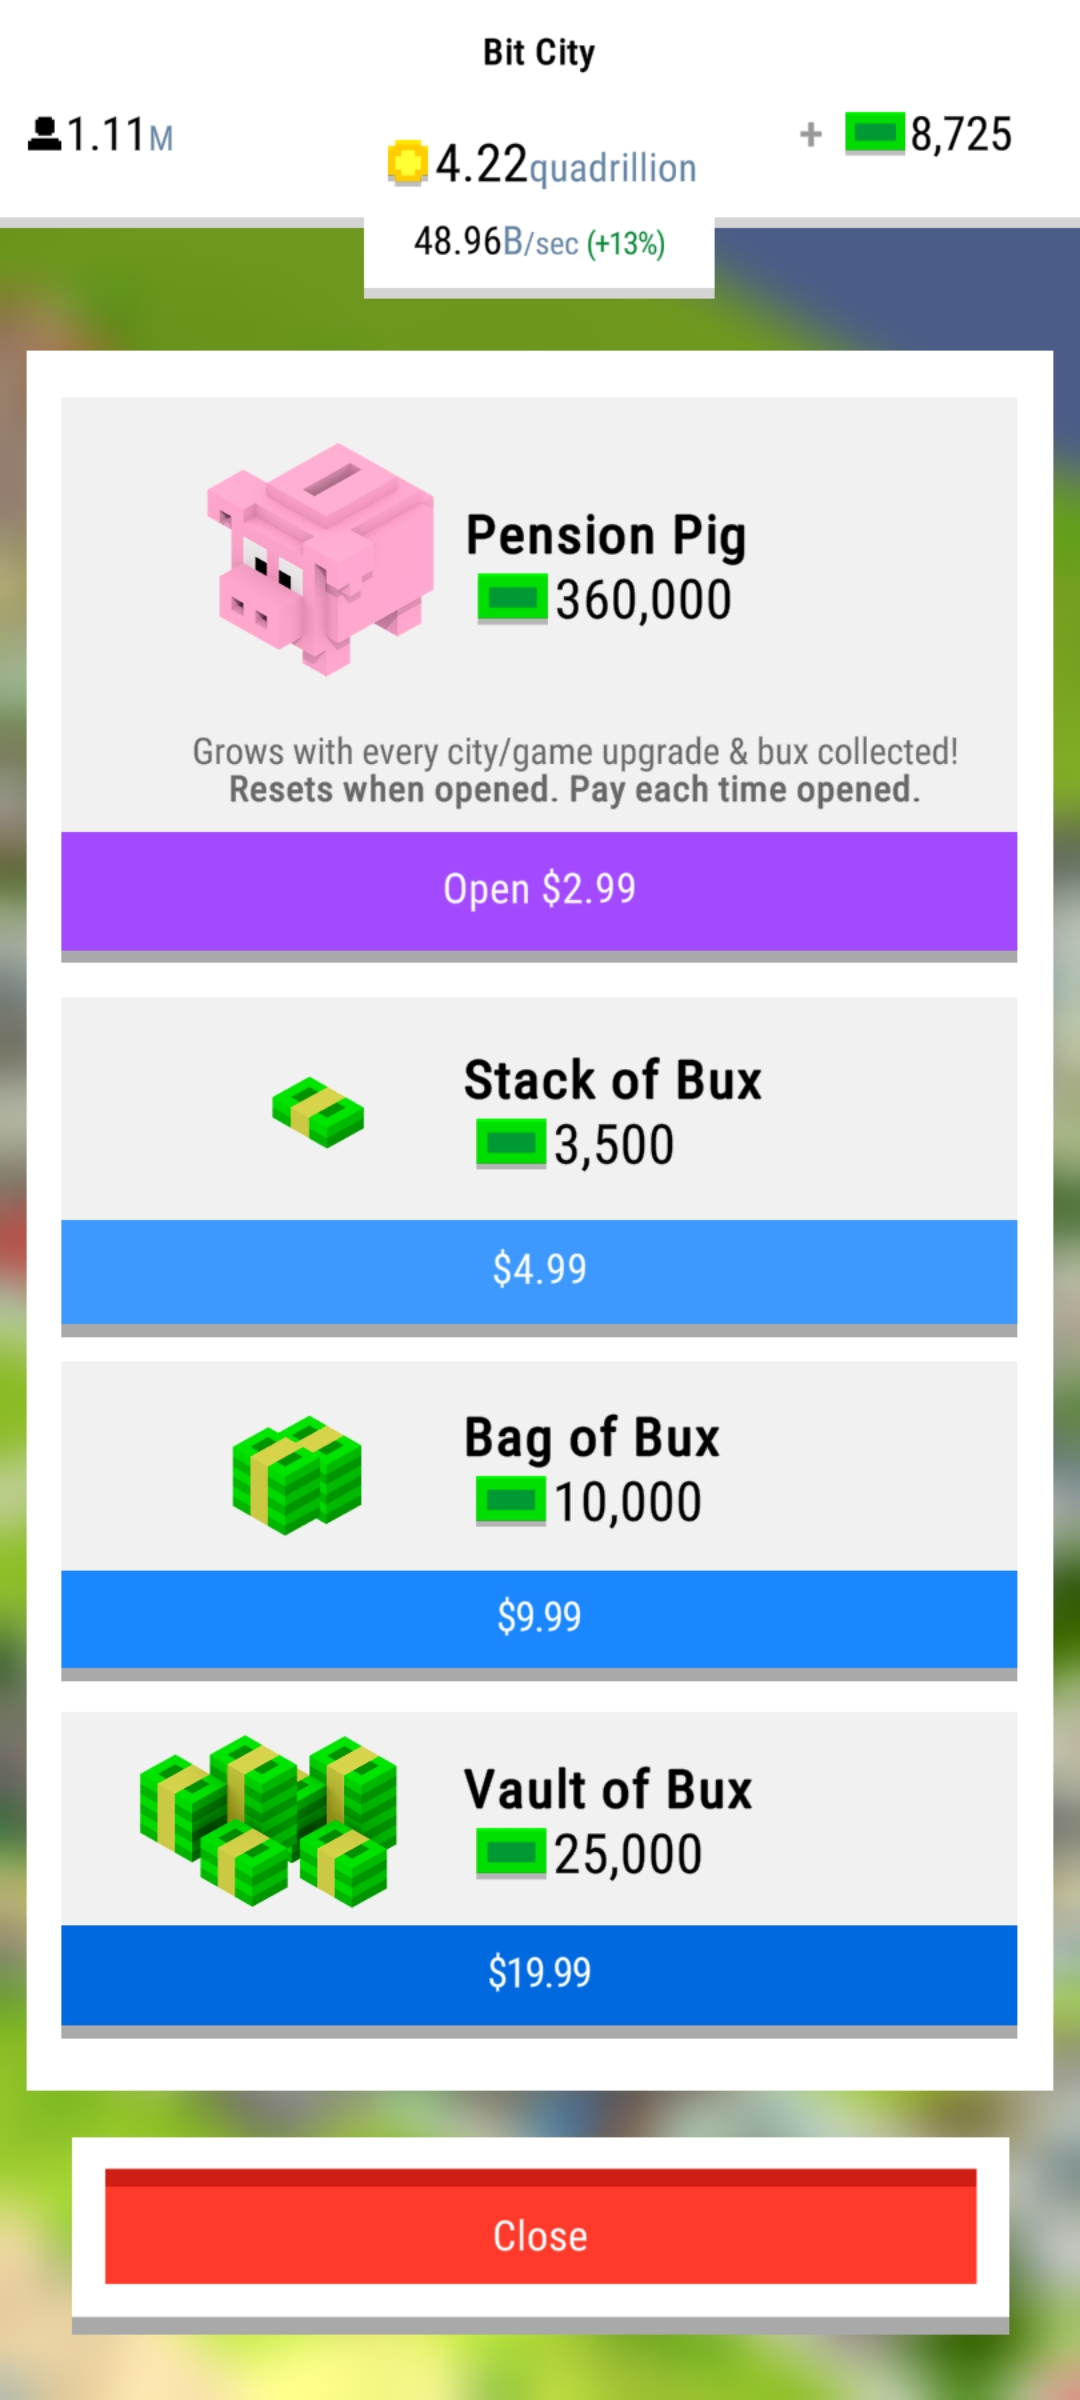 Bit City
1.11M
+ 8,725
4.22quadrillion
48.96B/sec (+13%)
Pension Pig
360,000
Grows with every city/game upgrade & bux collected!
Resets when opened. Pay each time opened.
Open $2.99
Stack of Bux
3,500
$4.99
Bag of Bux
10,000
$9.99
Vault of Bux
25,000
$19.99
Close